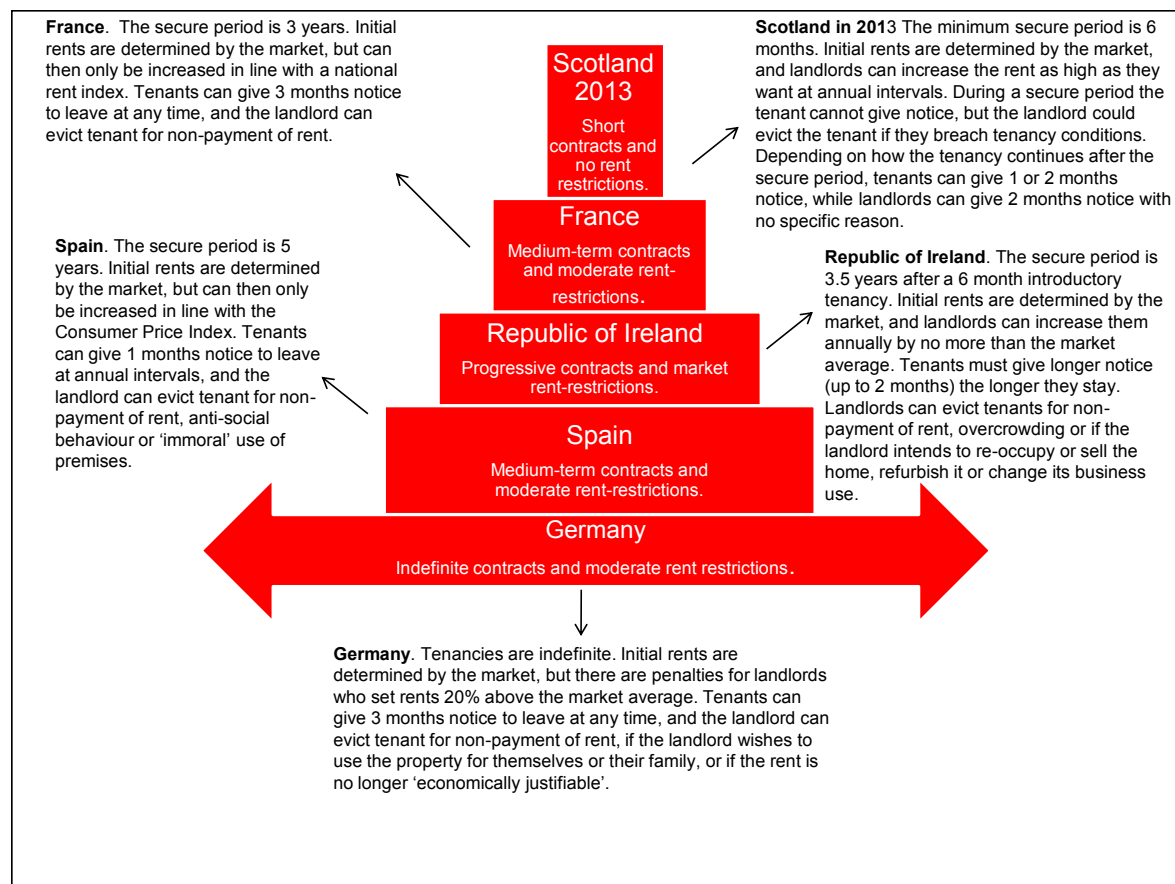 France.  The secure period is 3 years. Initial
rents are determined by the market, but can
then only be increased in line with a national
rent index. Tenants can give 3 months notice
to leave at any time, and the landlord can
evict tenant for non-payment of rent.
Scotland
2013
Short
contracts and
no rent
restrictions.
Scotland in 2013 The minimum secure period is 6
months. Initial rents are determined by the market,
and landlords can increase the rent as high as they
want at annual intervals. During a secure period the
tenant cannot give notice, but the landlord could
evict the tenant if they breach tenancy conditions.
Depending on how the tenancy continues after the
secure period, tenants can give 1 or 2 months
notice, while landlords can give 2 months notice with
no specific reason.
France
Medium-term contracts
and moderate rent-
restrictions.
Spain. The secure period is 5
years. Initial rents are determined
by the market, but can then only
be increased in line with the
Consumer Price Index. Tenants
can give 1 months notice to leave
at annual intervals, and the
landlord can evict tenant for non-
payment of rent, anti-social
behaviour or ‘immoral’ use of
premises.
Republic of Ireland
Progressive contracts and market
rent-restrictions.
Republic of Ireland. The secure period is
3.5 years after a 6 month introductory
tenancy. Initial rents are determined by the
market, and landlords can increase them
annually by no more than the market
average. Tenants must give longer notice
(up to 2 months) the longer they stay.
Landlords can evict tenants for non-
payment of rent, overcrowding or if the
landlord intends to re-occupy or sell the
home, refurbish it or change its business
use.
Spain
Medium-term contracts and
moderate rent-restrictions.
Germany
Indefinite contracts and moderate rent restrictions.
Germany. Tenancies are indefinite. Initial rents are
determined by the market, but there are penalties for landlords
who set rents 20% above the market average. Tenants can
give 3 months notice to leave at any time, and the landlord can
evict tenant for non-payment of rent, if the landlord wishes to
use the property for themselves or their family, or if the rent is
no longer ‘economically justifiable’.